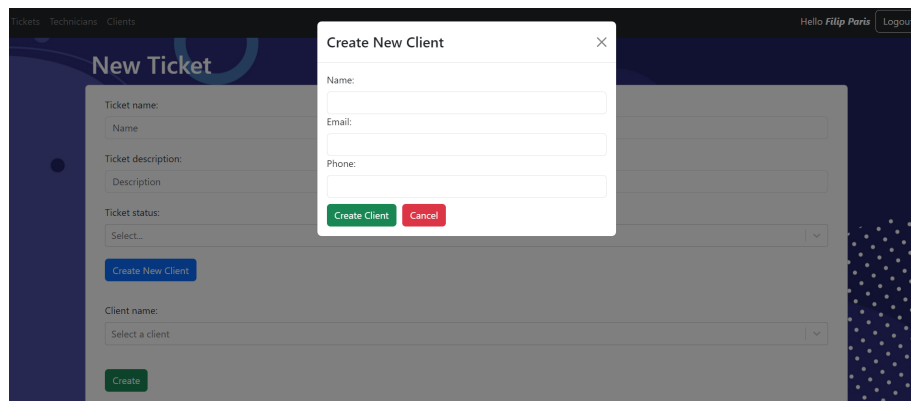 Tickets Technicians Clients
Hello Filip Paris Logout
New Ticket
Ticket name:
Name
Ticket description:
Description
Ticket status:
Select...
Create New Client
Client name:
Select a client
Create
Create New Client
Name:
Email:
Phone:
Create Client Cancel